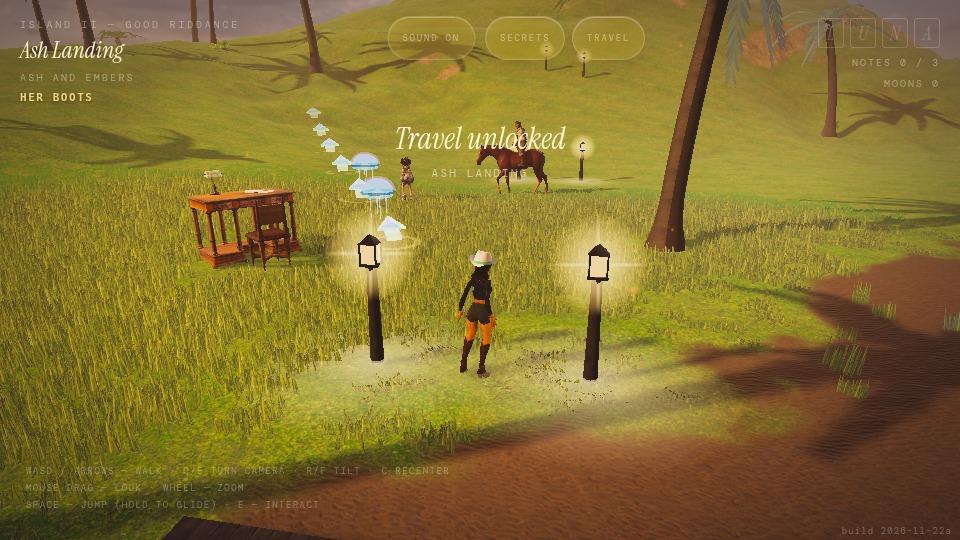 ISLAND II — GOOD RIDDANCE
Ash Landing
ASH AND EMBERS
HER BOOTS
SOUND ON
SECRETS
TRAVEL
L U N A
NOTES 0 / 3
MOONS 0
Travel unlocked
ASH LANDING
WASD / ARROWS — WALK · Q/E TURN CAMERA · R/F TILT · C RECENTER
MOUSE DRAG — LOOK · WHEEL — ZOOM
SPACE — JUMP (HOLD TO GLIDE) · E — INTERACT
build 2026-11-22a